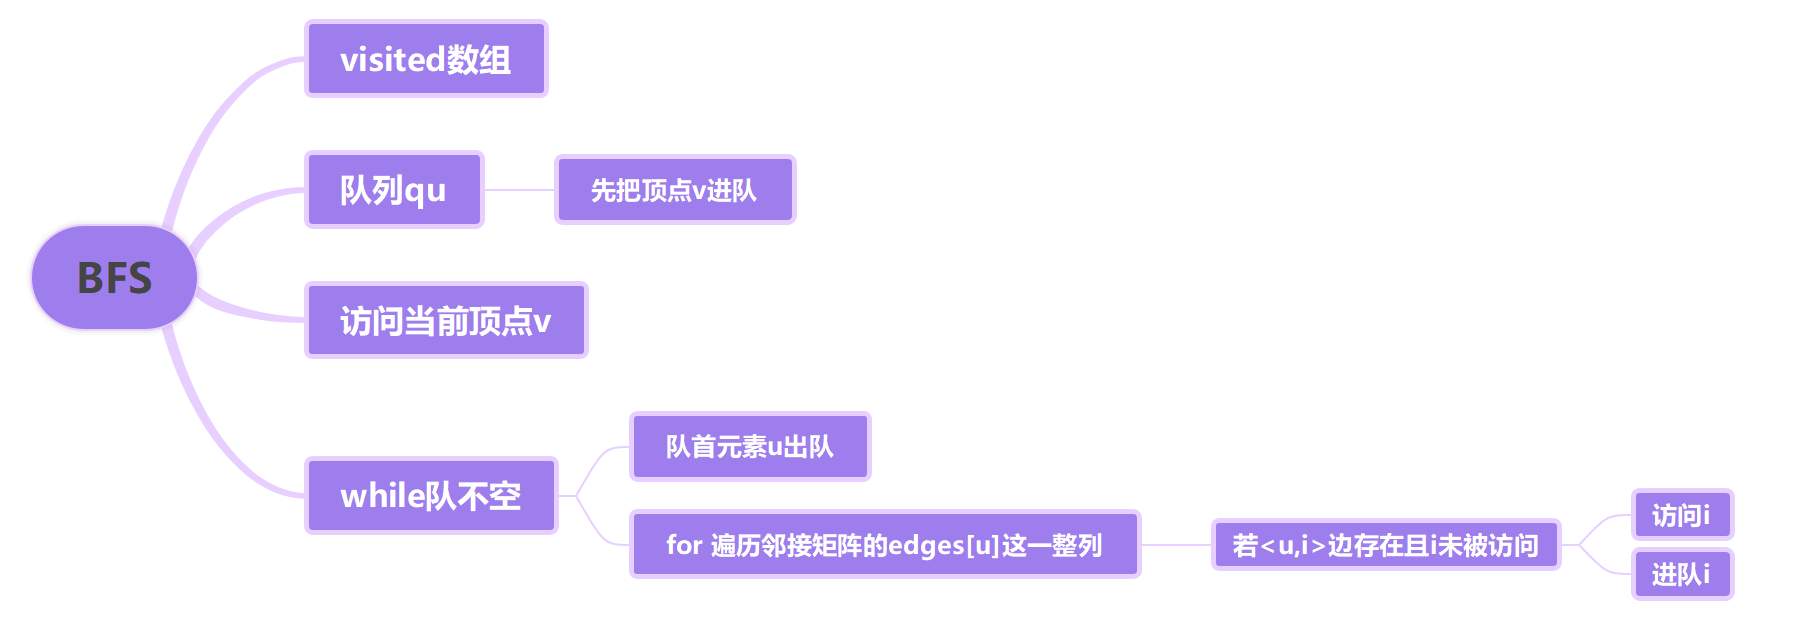 BFS
visited数组
队列qu
先把顶点v进队
访问当前顶点v
while队不空
队首元素u出队
for 遍历邻接矩阵的edges[u]这一整列
若<u,i>边存在且i未被访问
访问i
进队i